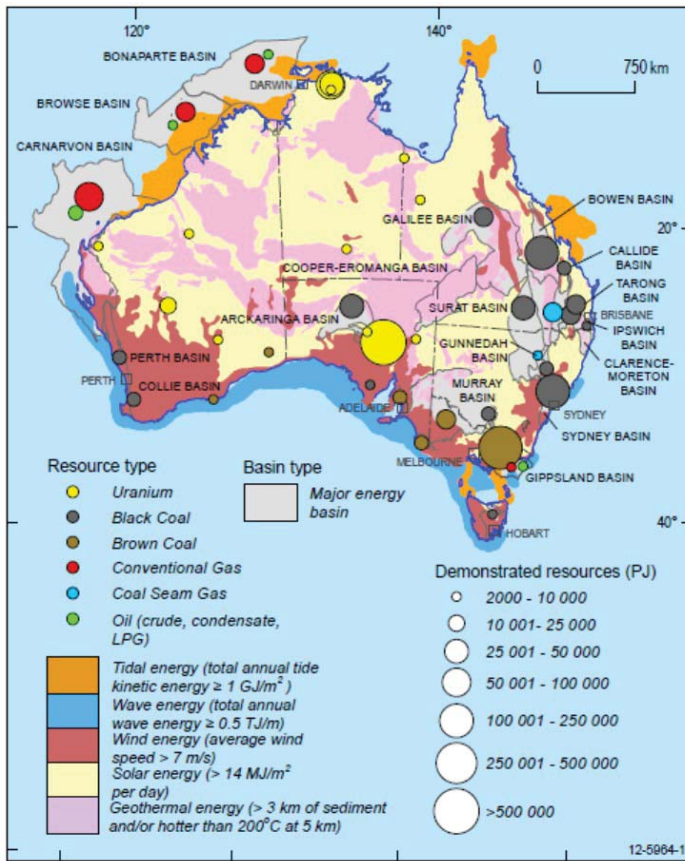 120°
140°
BONAPARTE BASIN
DARWIN
0
750 km
BROWSE BASIN
CARNARVON BASIN
BOWEN BASIN
GALILEE BASIN
20°
CALLIDE
BASIN
COOPER-EROMANGA BASIN
TARONG
BASIN
ARCKARINGA BASIN
SURAT BASIN
BRISBANE
IPSWICH
BASIN
GUNNEDAH
BASIN
PERTH BASIN
CLARENCE-
MORETON
BASIN
PERTH
COLLIE BASIN
MURRAY
BASIN
ADELAIDE
SYDNEY
SYDNEY BASIN
MELBOURNE
GIPPSLAND BASIN
HOBART
40°
Resource type
Uranium
Black Coal
Brown Coal
Conventional Gas
Coal Seam Gas
Oil (crude, condensate,
LPG)
Basin type
Major energy
basin
Demonstrated resources (PJ)
2000 - 10 000
10 001- 25 000
25 001 - 50 000
50 001 - 100 000
100 001 - 250 000
250 001 - 500 000
>500 000
Tidal energy (total annual tide
kinetic energy ≥ 1 GJ/m²)
Wave energy (total annual
wave energy ≥ 0.5 TJ/m)
Wind energy (average wind
speed > 7 m/s)
Solar energy (> 14 MJ/m²
per day)
Geothermal energy (> 3 km of sediment
and/or hotter than 200°C at 5 km)
12-5964-1